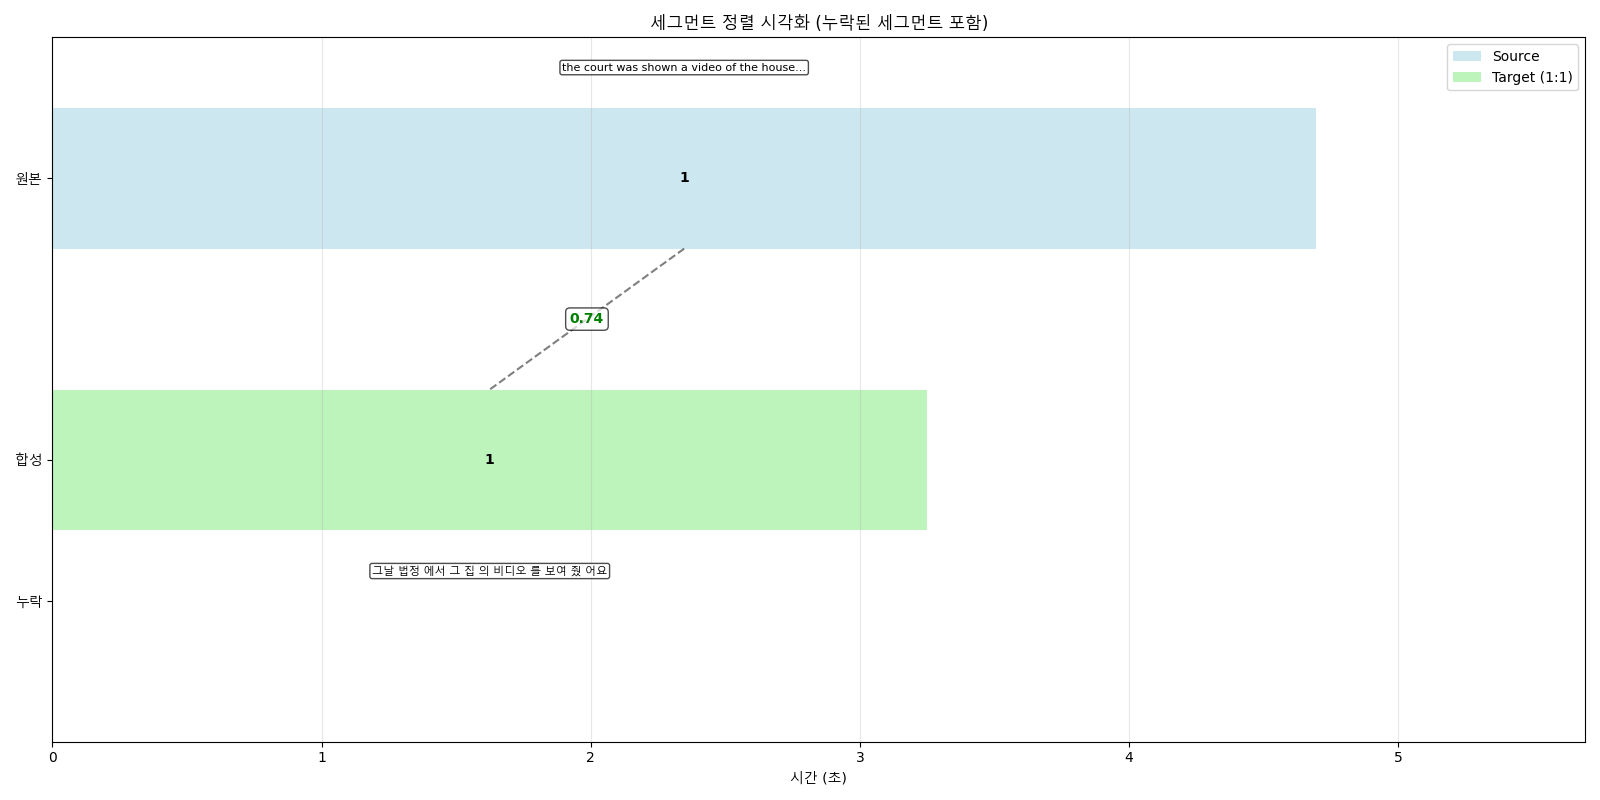 세그먼트 정렬 시각화 (누락된 세그먼트 포함)
the court was shown a video of the house...
Source
Target (1:1)
원본
1
0.74
합성
1
그날 법정 에서 그 집 의 비디오 를 보여 줬 어요
누락
0 1 2 3 4 5
시간 (초)